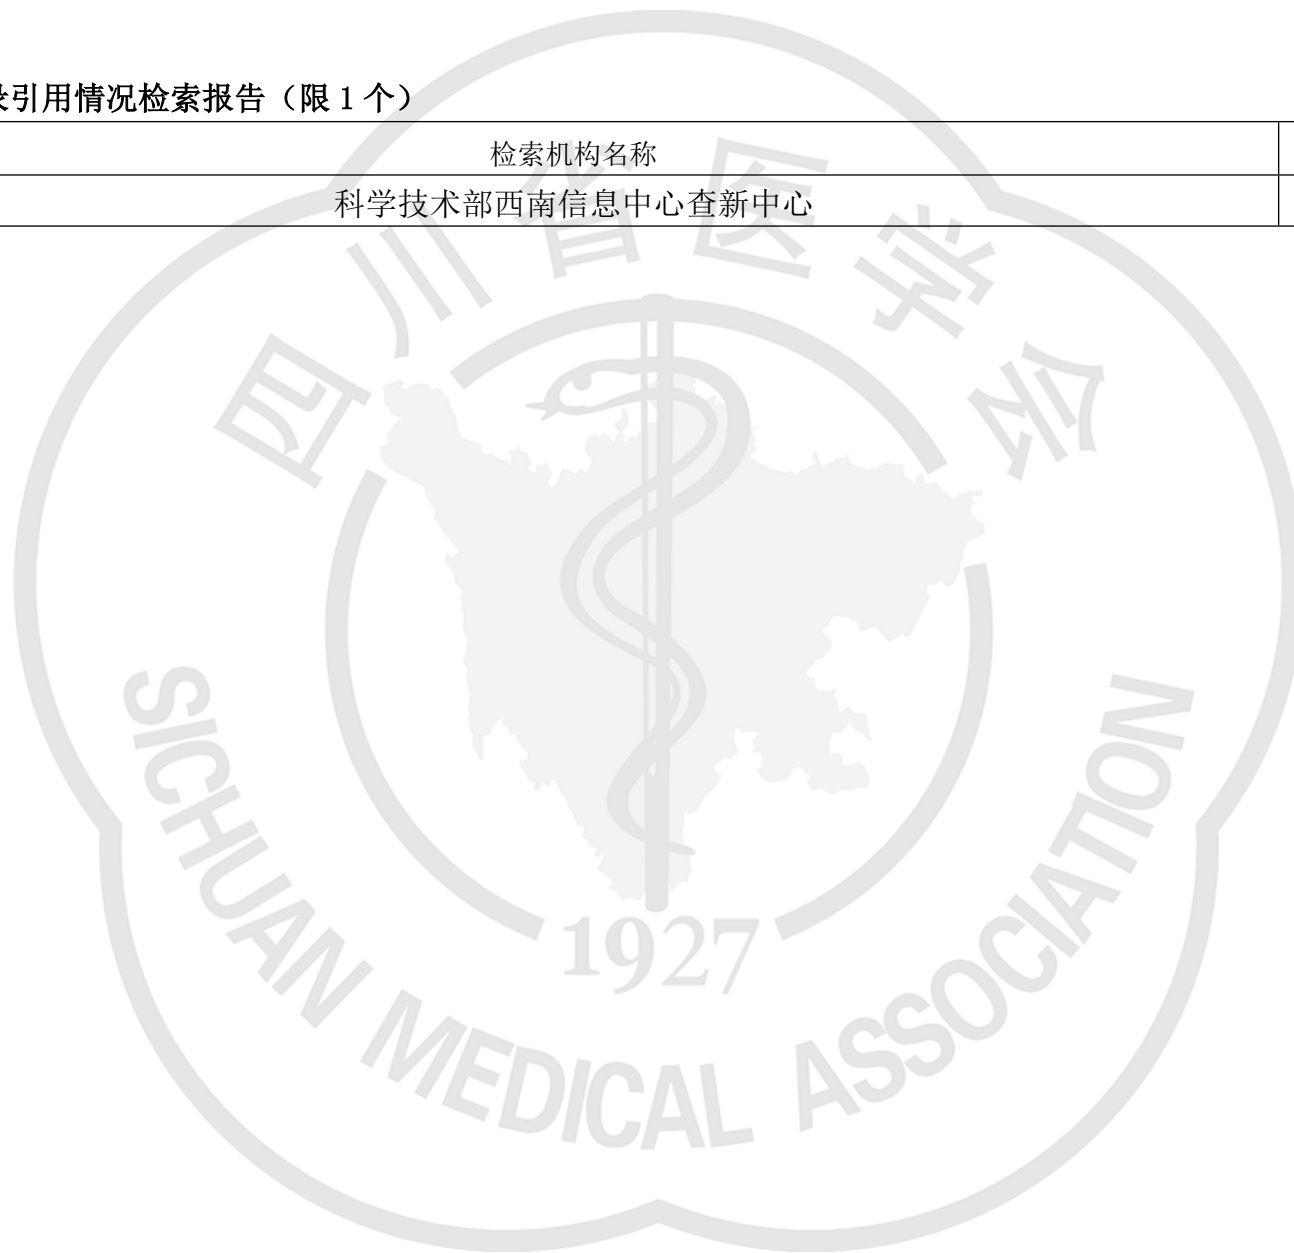 录引用情况检索报告（限 1 个）
检索机构名称
科学技术部西南信息中心查新中心
四川省医学会
1927
SICHUAN MEDICAL ASSOCIATION